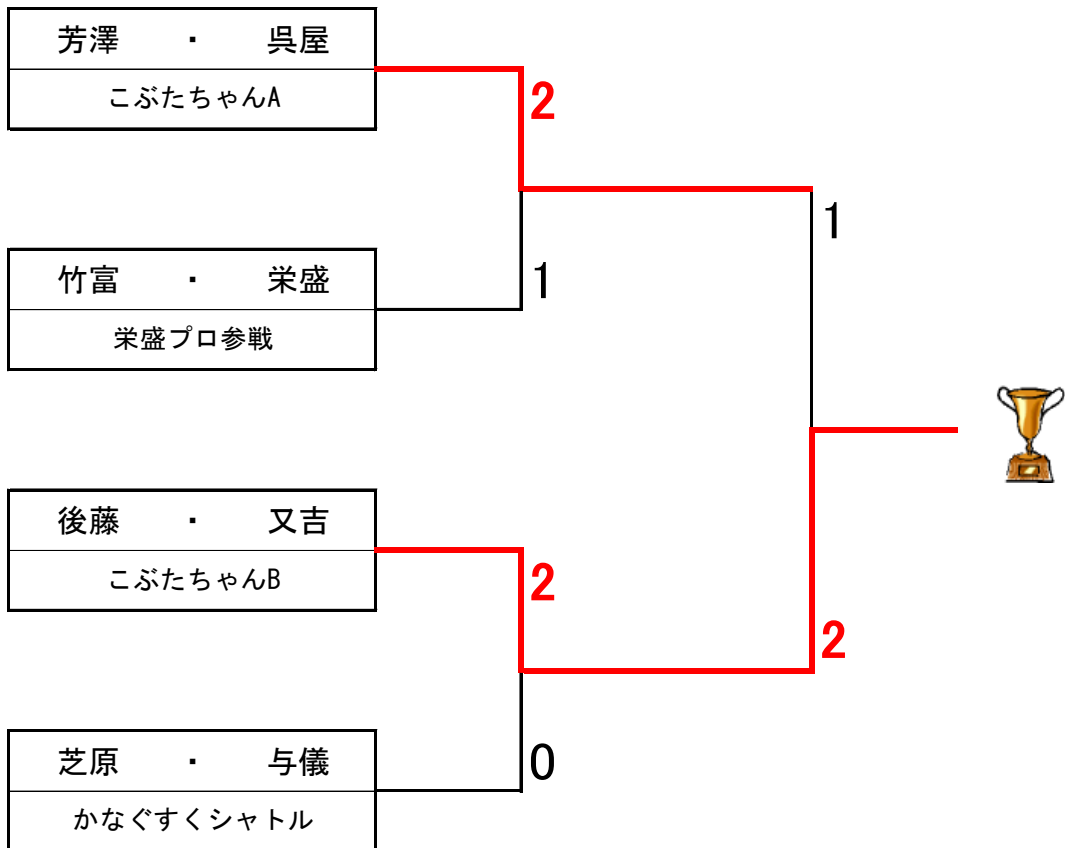 芳澤 ・ 呉屋
こぶたちゃんA
2
1
竹富 ・ 栄盛
1
栄盛プロ参戦
後藤 ・ 又吉
こぶたちゃんB
2
2
芝原 ・ 与儀
0
かなぐすくシャトル